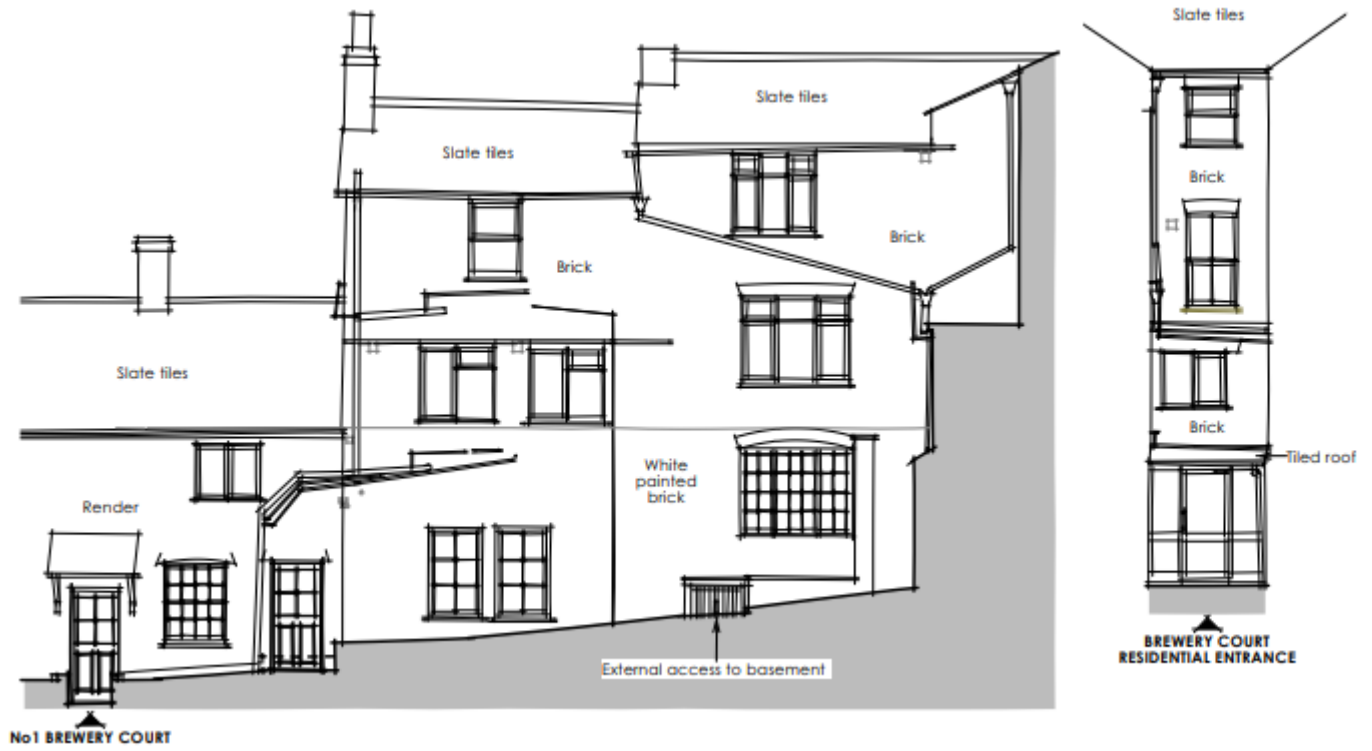 Slate tiles
Slate tiles
Slate tiles
Brick
Brick
Brick
Slate tiles
Brick
Tiled roof
White
painted
brick
Render
External access to basement
BREWERY COURT
RESIDENTIAL ENTRANCE
No1 BREWERY COURT